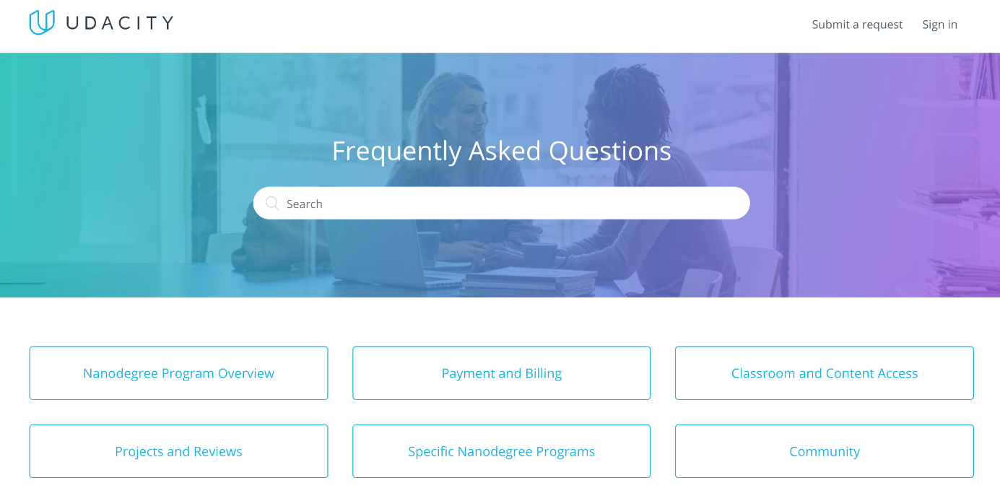 UDACITY
Submit a request
Sign in
Frequently Asked Questions
Search
Nanodegree Program Overview
Payment and Billing
Classroom and Content Access
Projects and Reviews
Specific Nanodegree Programs
Community